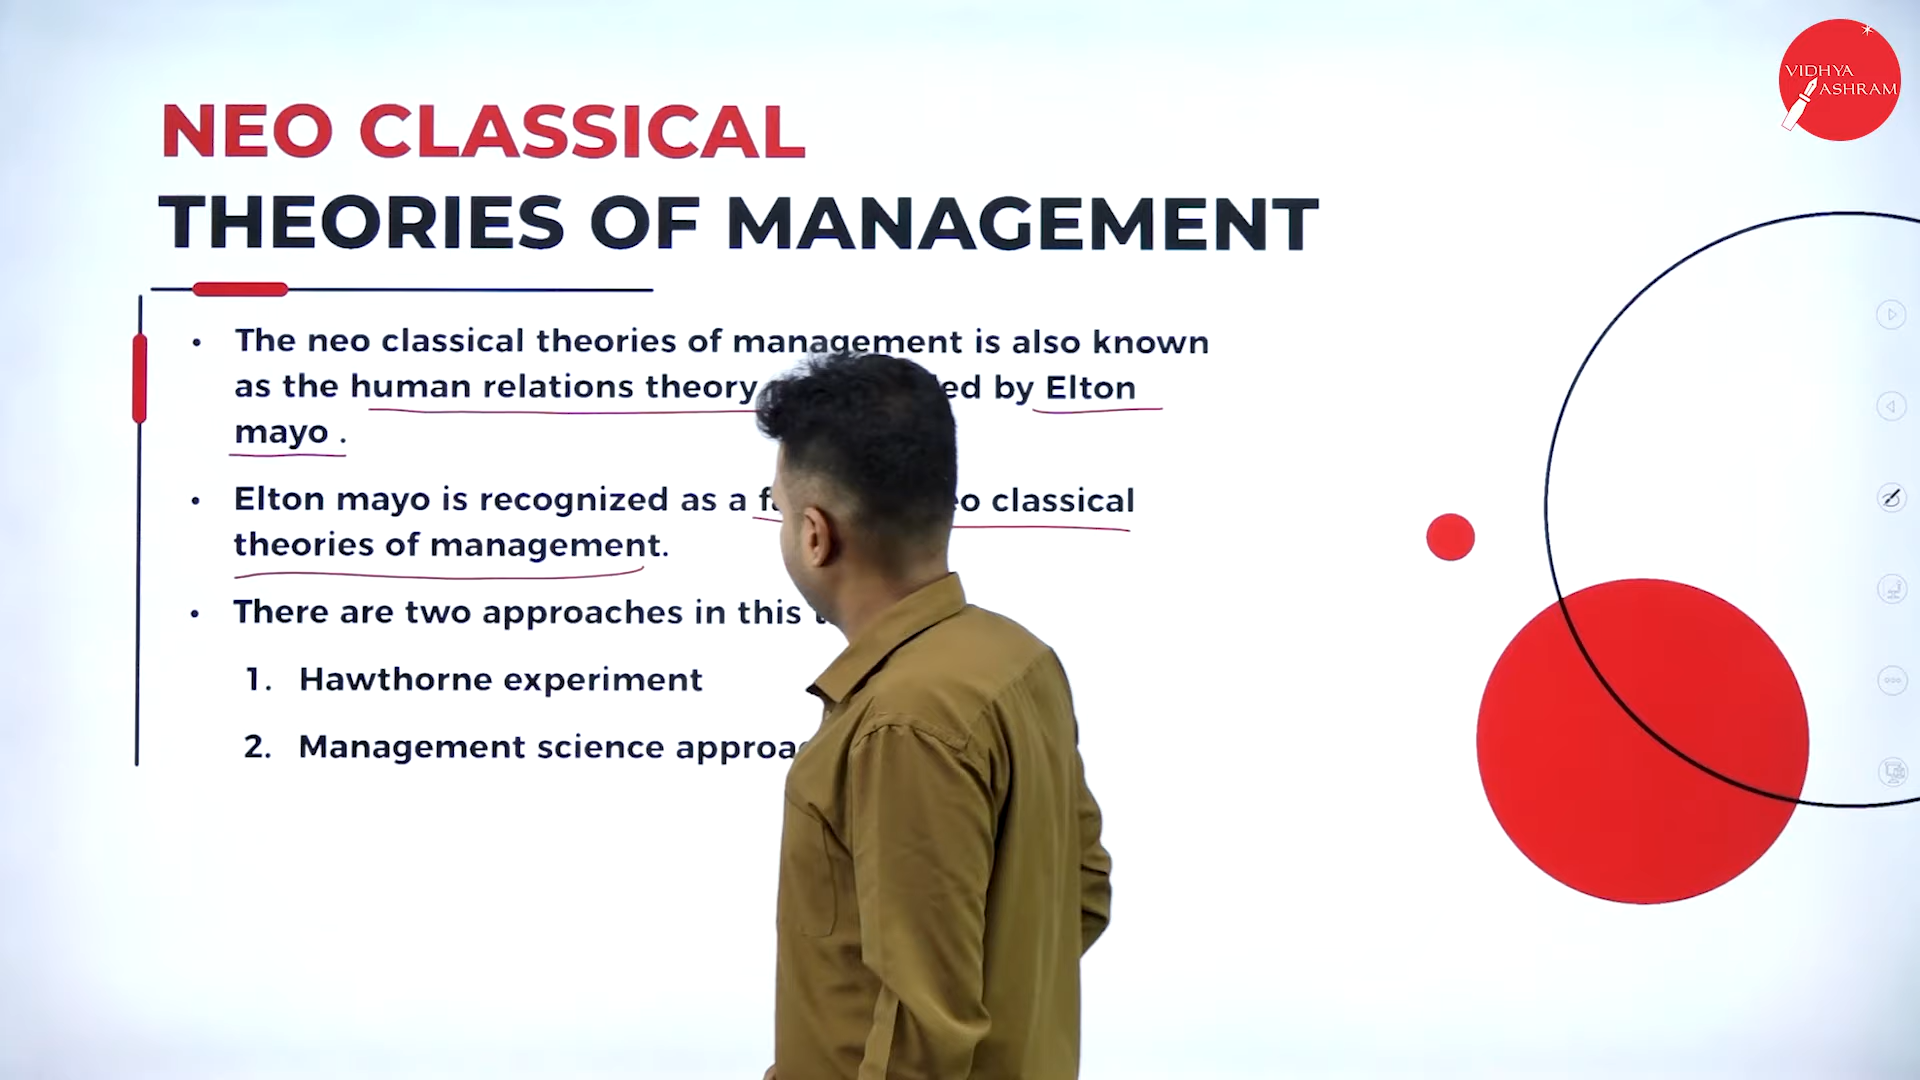 VIDHYA
ASHRAM
NEO CLASSICAL
THEORIES OF MANAGEMENT
• The neo classical theories of management is also known
as the human relations theory by Elton
mayo .
• Elton mayo is recognized as a classical
theories of management.
• There are two approaches in this
1. Hawthorne experiment
2. Management science